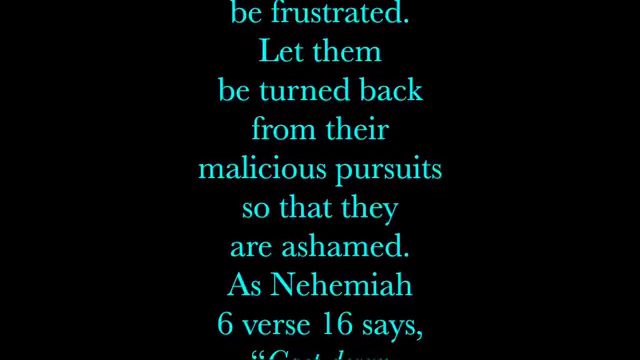 be frustrated.
Let them
be turned back
from their
malicious pursuits
so that they
are ashamed.
As Nehemiah
6 verse 16 says,